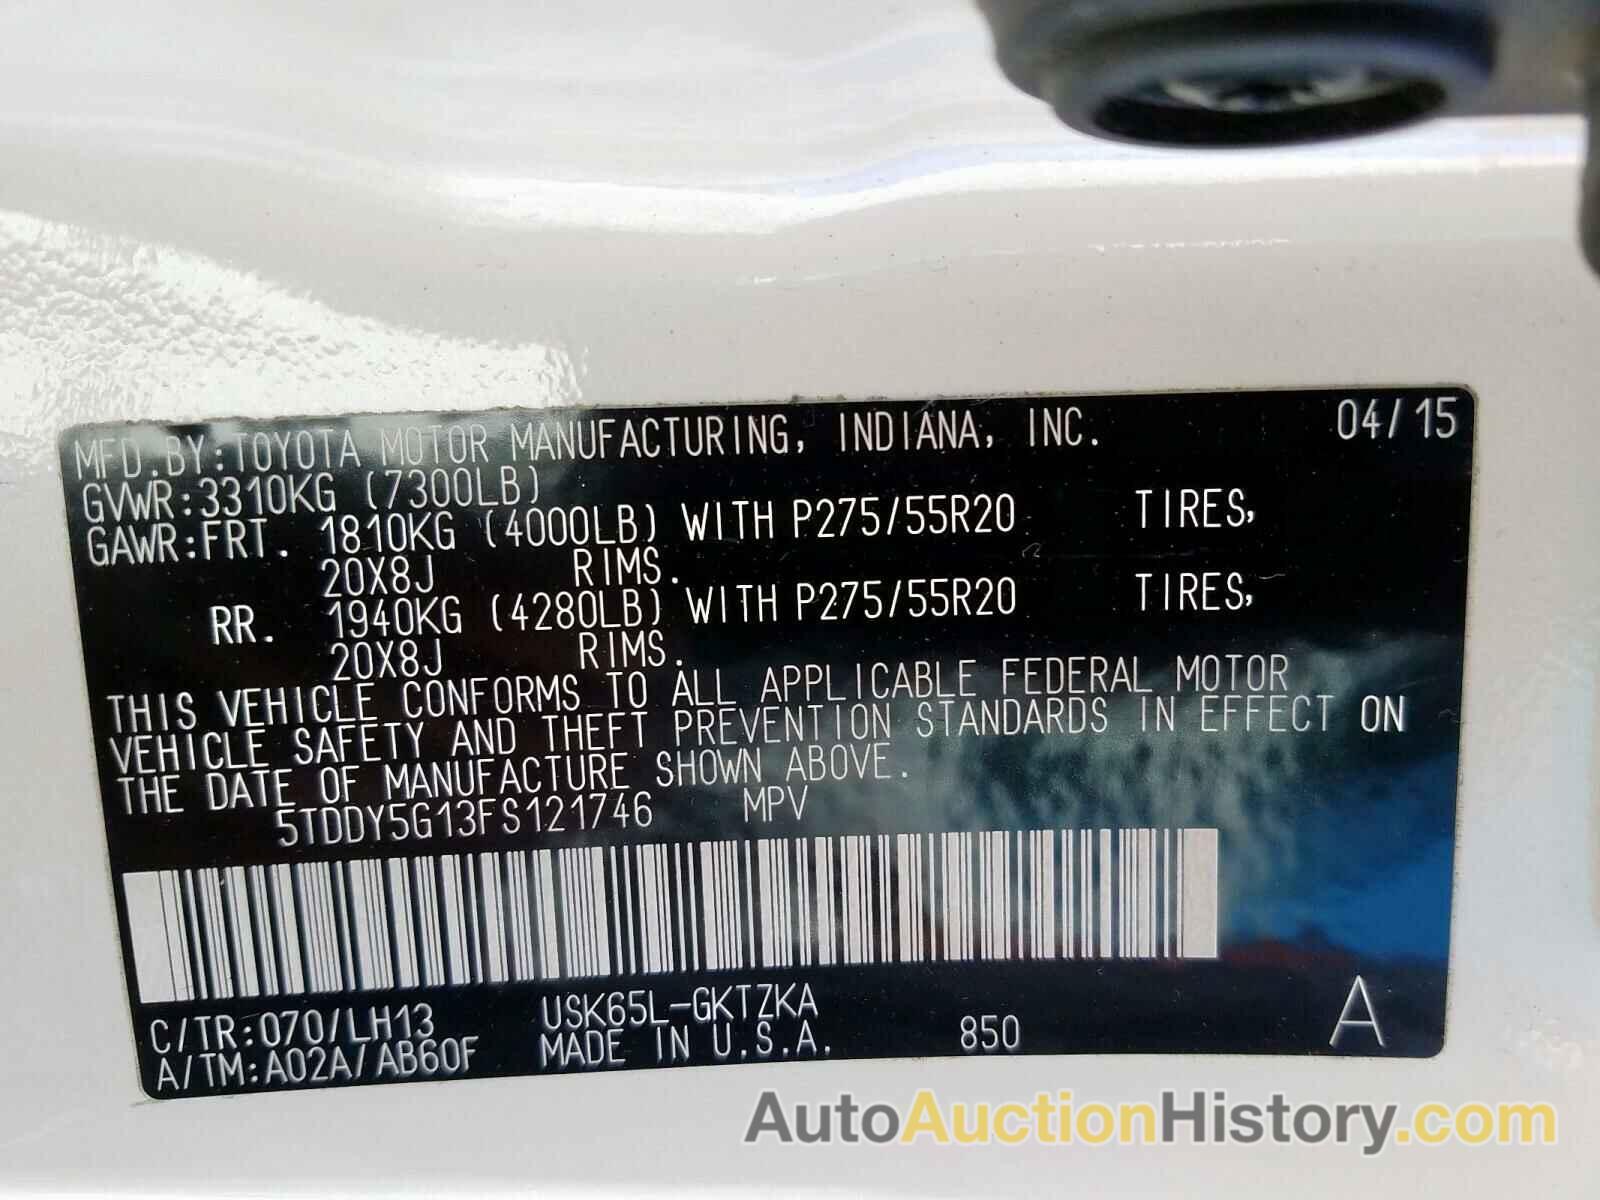 MFD.BY:TOYOTA MOTOR MANUFACTURING, INDIANA, INC. 04/15
GVWR:3310KG (7300LB)
GAWR:FRT. 1810KG (4000LB) WITH P275/55R20 TIRES,
20X8J RIMS.
RR. 1940KG (4280LB) WITH P275/55R20 TIRES,
20X8J RIMS.
THIS VEHICLE CONFORMS TO ALL APPLICABLE FEDERAL MOTOR
VEHICLE SAFETY AND THEFT PREVENTION STANDARDS IN EFFECT ON
THE DATE OF MANUFACTURE SHOWN ABOVE.
5TDDY5G13FS121746 MPV
C/TR:070/LH13 USK65L-GKTZKA
A/TM:A02A/AB60F MADE IN U.S.A. 850 A
AutoAuctionHistory.com